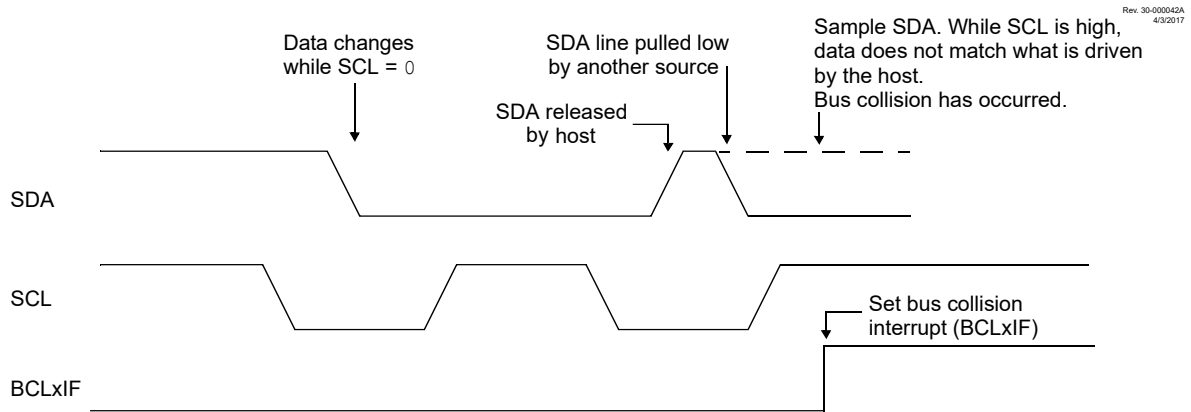 Rev. 30-000042A
4/3/2017
Data changes
while SCL = 0
SDA line pulled low
by another source
SDA released
by host
Sample SDA. While SCL is high,
data does not match what is driven
by the host.
Bus collision has occurred.
SDA
SCL
Set bus collision
interrupt (BCLxIF)
BCLxIF